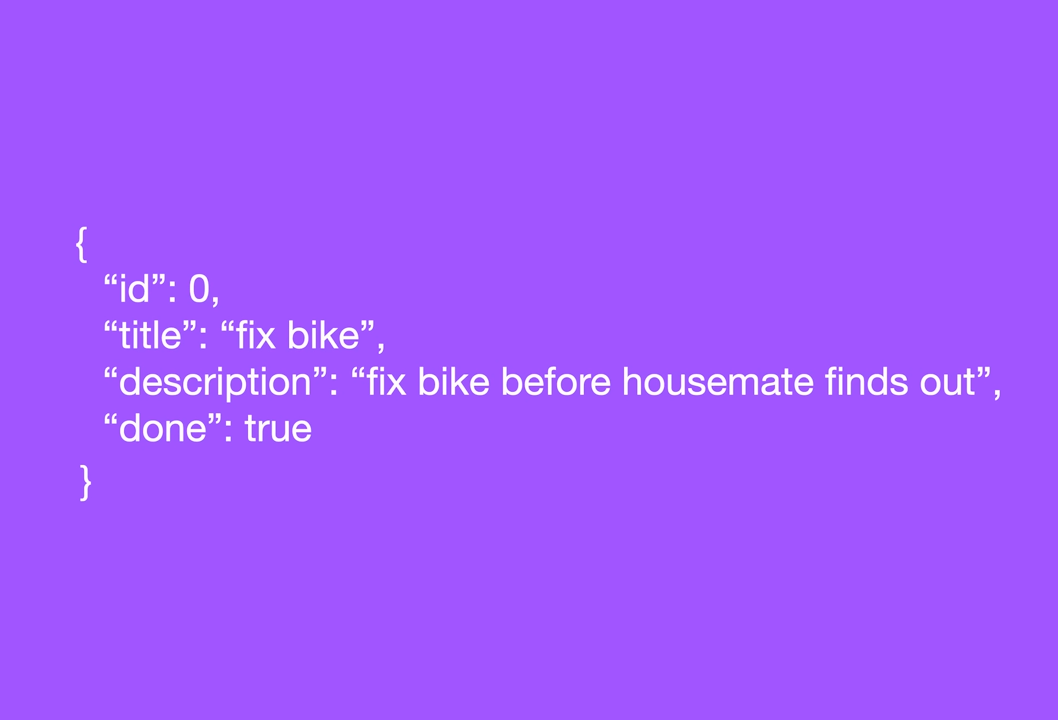 {
“id”: 0,
“title”: “fix bike”,
“description”: “fix bike before housemate finds out”,
“done”: true
}